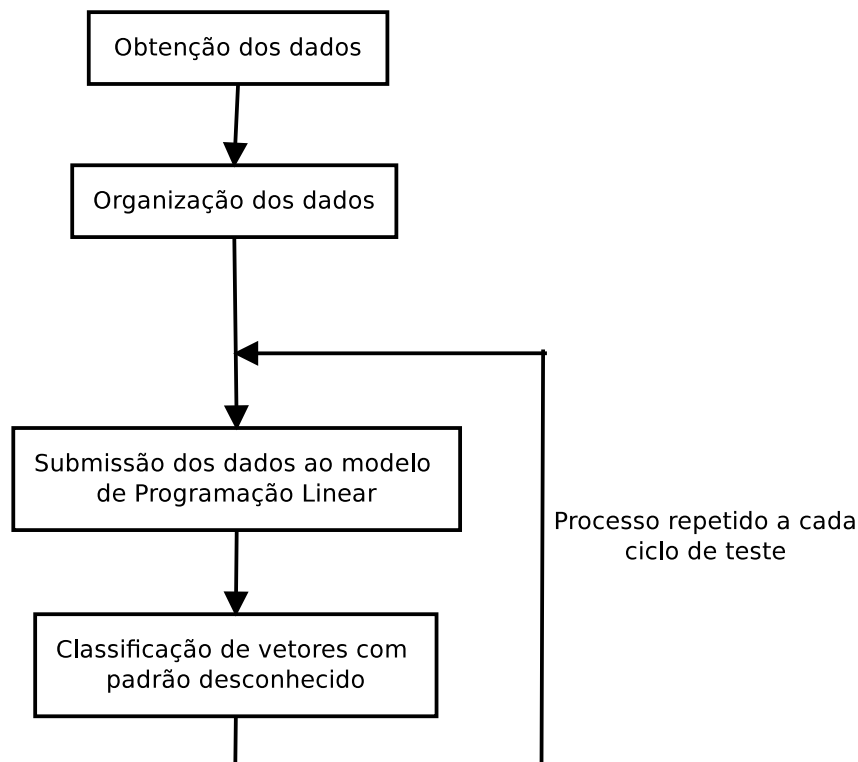 Obtenção dos dados
Organização dos dados
Submissão dos dados ao modelo
de Programação Linear
Processo repetido a cada
ciclo de teste
Classificação de vetores com
padrão desconhecido